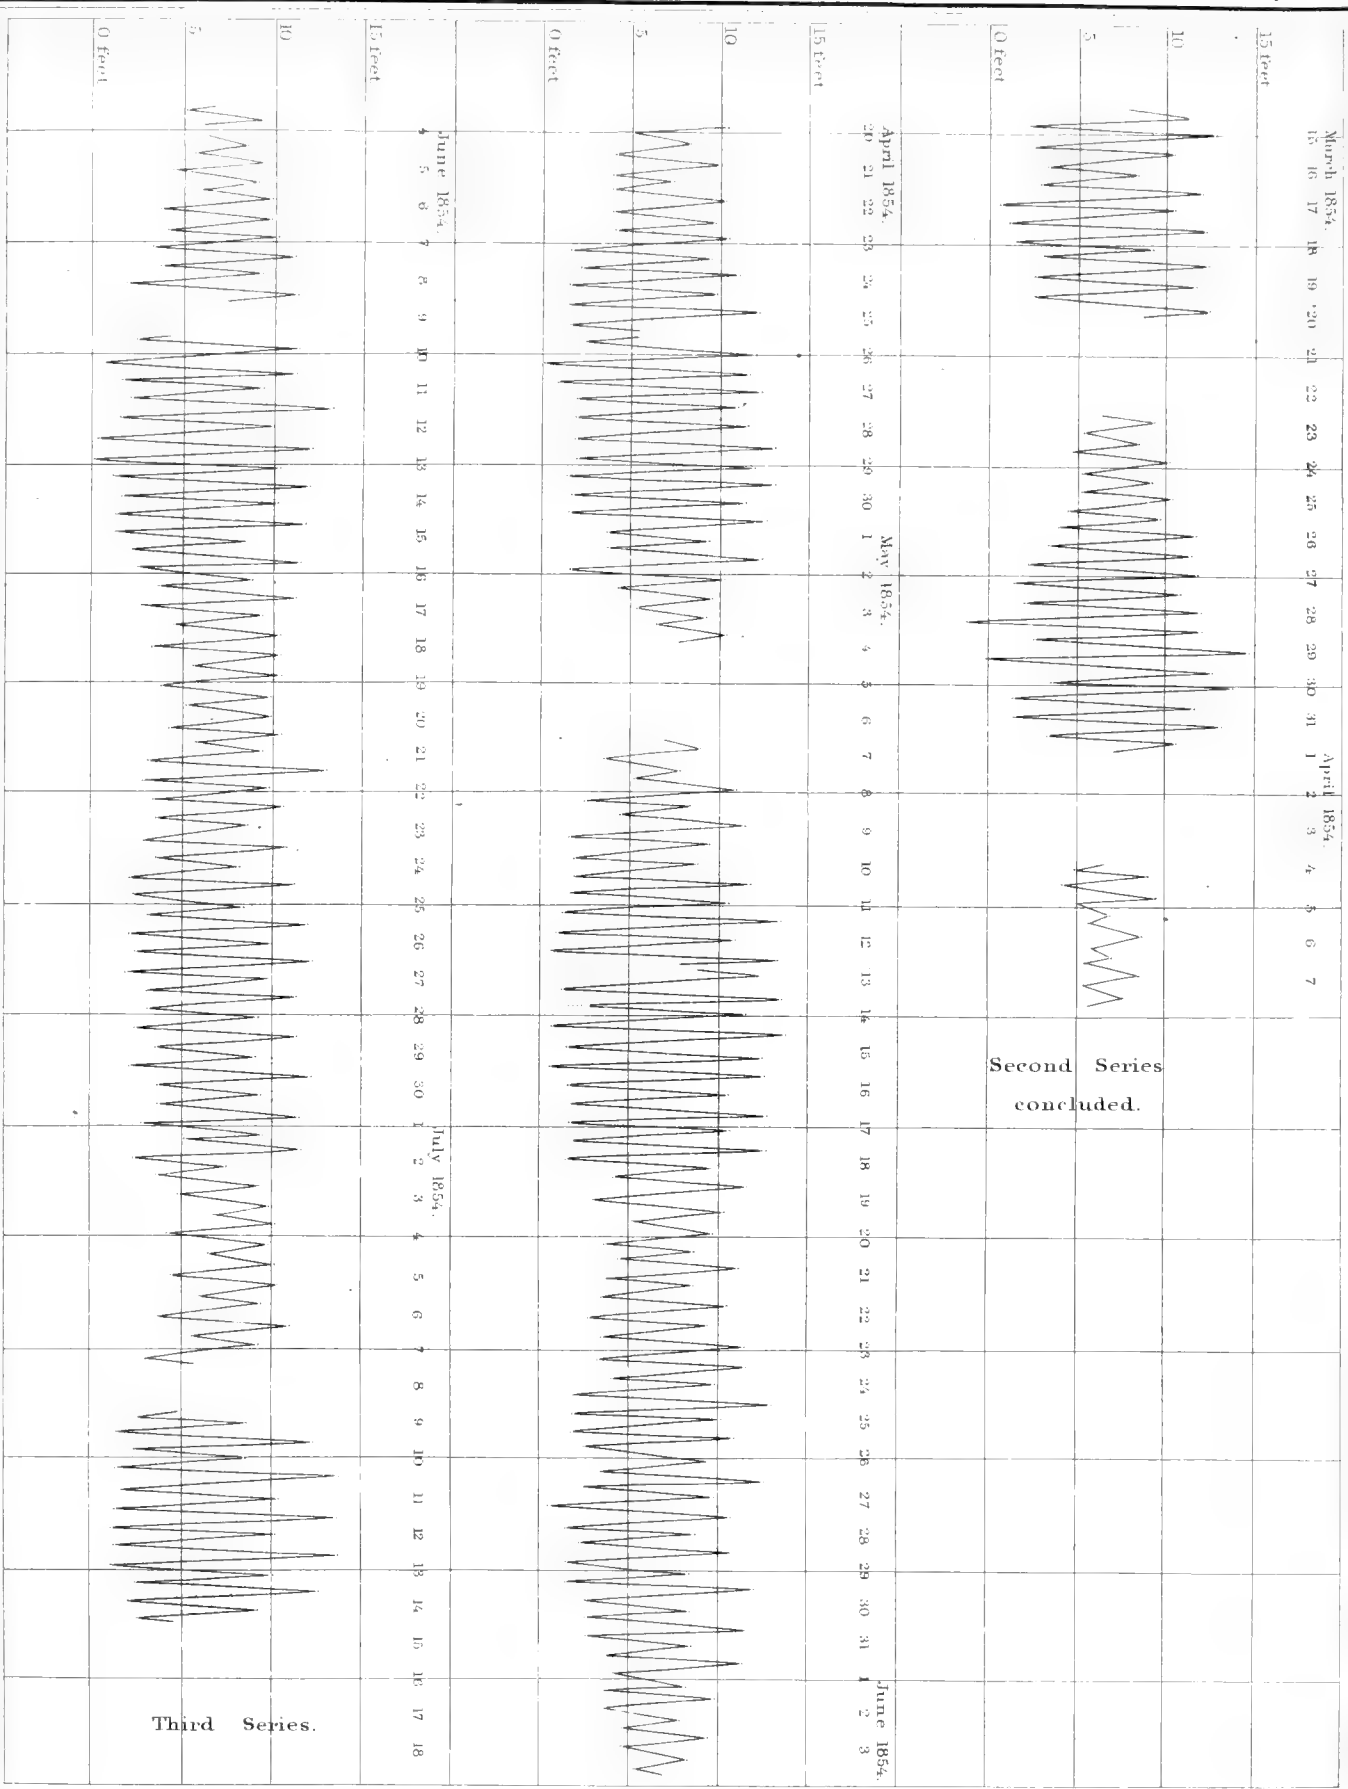 March 1854. April 1854.
15 16 17 18 19 20 21 22 23 24 25 26 27 28 29 30 31 1 2 3 4 5 6 7
15 feet
10
5
0 feet
Second Series
concluded.
April 1854. May 1854. June 1854.
20 21 22 23 24 25 26 27 28 29 30 1 2 3 4 5 6 7 8 9 10 11 12 13 14 15 16 17 18 19 20 21 22 23 24 25 26 27 28 29 30 31 1 2 3
15 feet
10
5
0 feet
June 1854. July 1854.
4 5 6 7 8 9 10 11 12 13 14 15 16 17 18 19 20 21 22 23 24 25 26 27 28 29 30 1 2 3 4 5 6 7 8 9 10 11 12 13 14 15 16 17 18
15 feet
10
5
0 feet
Third Series.